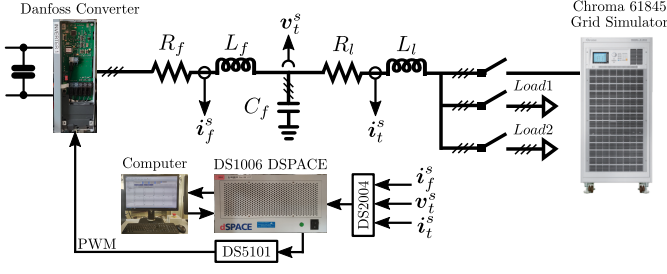 Danfoss Converter
Chroma 61845
Grid Simulator
R_f
L_f
v_t^s
R_l
L_l
C_f
i_f^s
i_t^s
Load1
Load2
Computer
DS1006 DSPACE
dSPACE
DS2004
i_f^s
v_t^s
i_t^s
PWM
DS5101